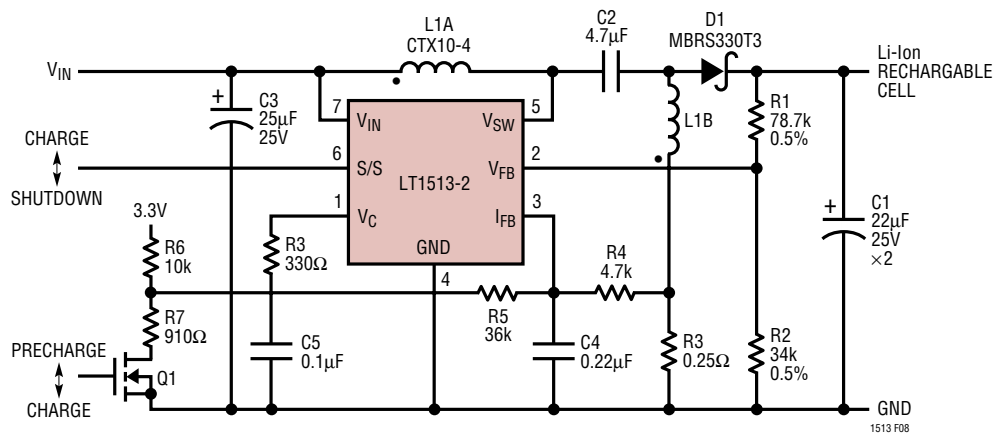 L1A
CTX10-4
C2
4.7µF
D1
MBRS330T3
VIN
Li-Ion
RECHARGABLE
CELL
+
C3
25µF
25V
7
VIN
VSW
5
L1B
R1
78.7k
0.5%
CHARGE
SHUTDOWN
6
S/S
LT1513-2
VFB
2
1
VC
IFB
3
GND
4
+
C1
22µF
25V
×2
3.3V
R6
10k
R3
330Ω
R4
4.7k
R7
910Ω
R5
36k
PRECHARGE
CHARGE
Q1
C5
0.1µF
C4
0.22µF
R3
0.25Ω
R2
34k
0.5%
GND
1513 F08